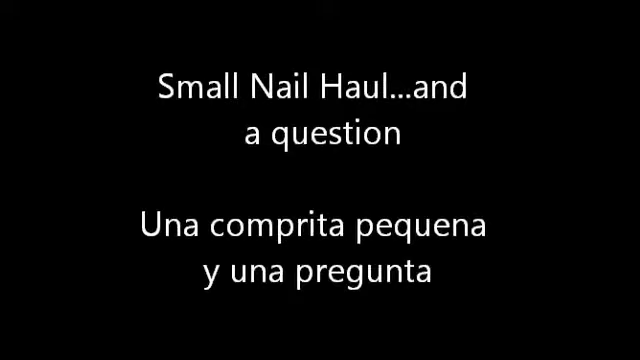 Small Nail Haul...and
a question
Una comprita pequena
y una pregunta